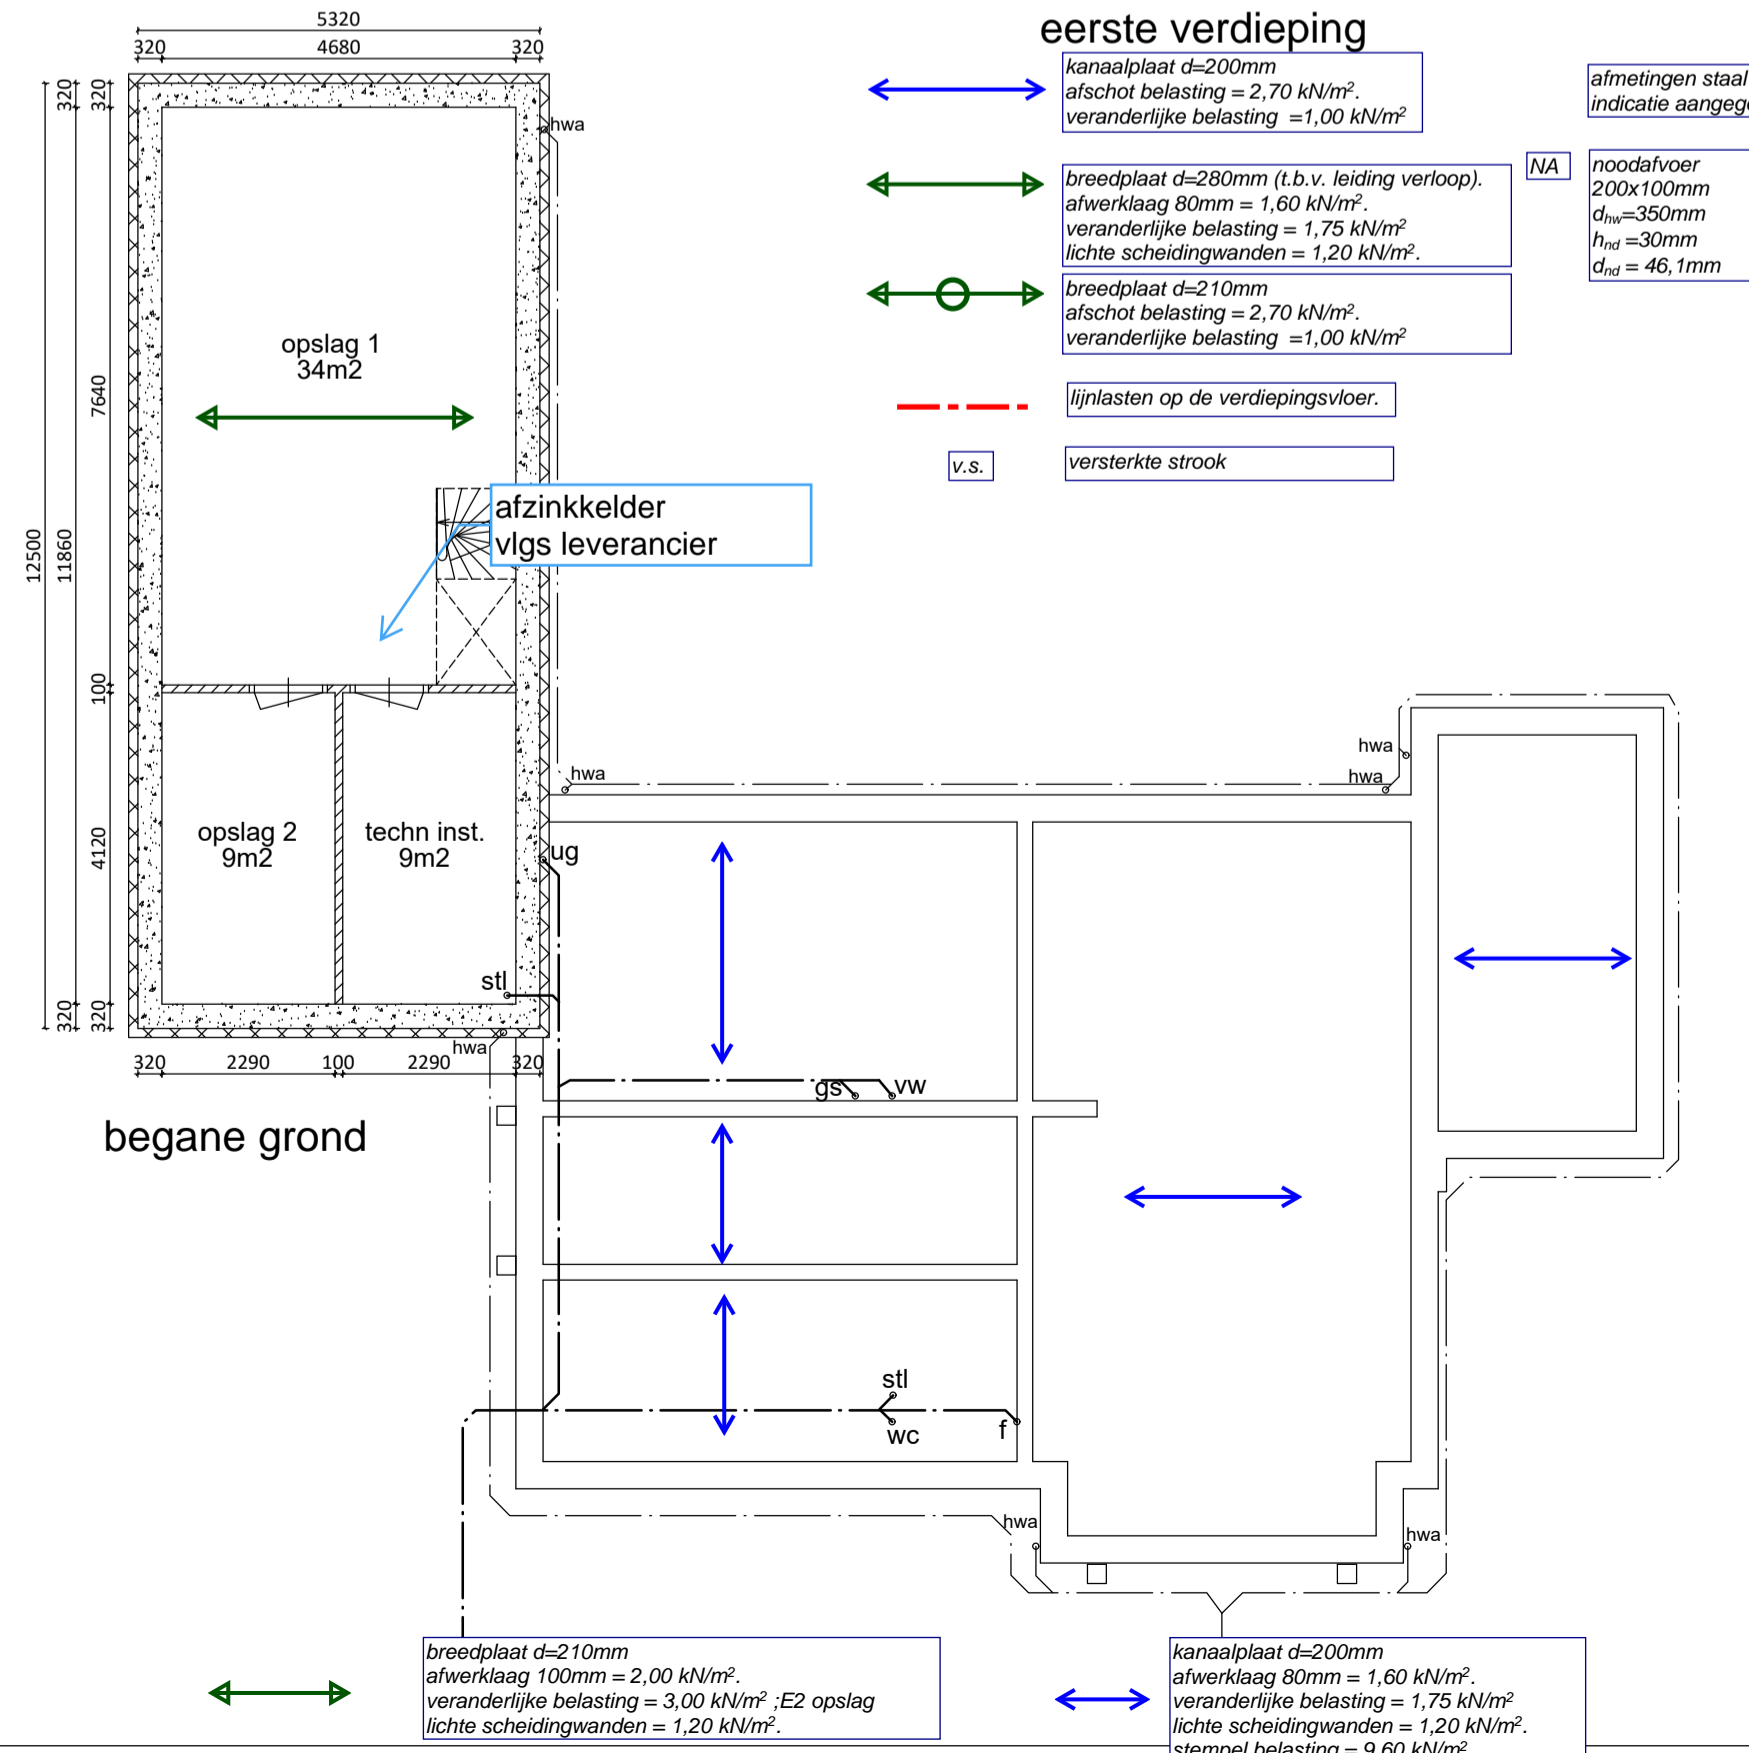 5320
320 4680 320
320
320
7640
12500
11860
100
4120
320
320
320 2290 100 2290 320
hwa
opslag 1
34m2
afzinkkelder
vlgs leverancier
opslag 2
9m2
techn inst.
9m2
ug
stl
hwa
begane grond
eerste verdieping
kanaalplaat d=200mm
afschot belasting = 2,70 kN/m².
veranderlijke belasting =1,00 kN/m²
breedplaat d=280mm (t.b.v. leiding verloop).
afwerklaag 80mm = 1,60 kN/m².
veranderlijke belasting = 1,75 kN/m²
lichte scheidingwanden = 1,20 kN/m².
breedplaat d=210mm
afschot belasting = 2,70 kN/m².
veranderlijke belasting =1,00 kN/m²
lijnlasten op de verdiepingsvloer.
v.s.
versterkte strook
afmetingen staal
indicatie aangeg
NA
noodafvoer
200x100mm
dhw=350mm
hnd =30mm
dnd = 46,1mm
hwa
hwa
hwa
gs vw
stl
wc
f
hwa
hwa
breedplaat d=210mm
afwerklaag 100mm = 2,00 kN/m².
veranderlijke belasting = 3,00 kN/m² ;E2 opslag
lichte scheidingwanden = 1,20 kN/m².
kanaalplaat d=200mm
afwerklaag 80mm = 1,60 kN/m².
veranderlijke belasting = 1,75 kN/m²
lichte scheidingwanden = 1,20 kN/m².
stempel belasting = 9,60 kN/m²